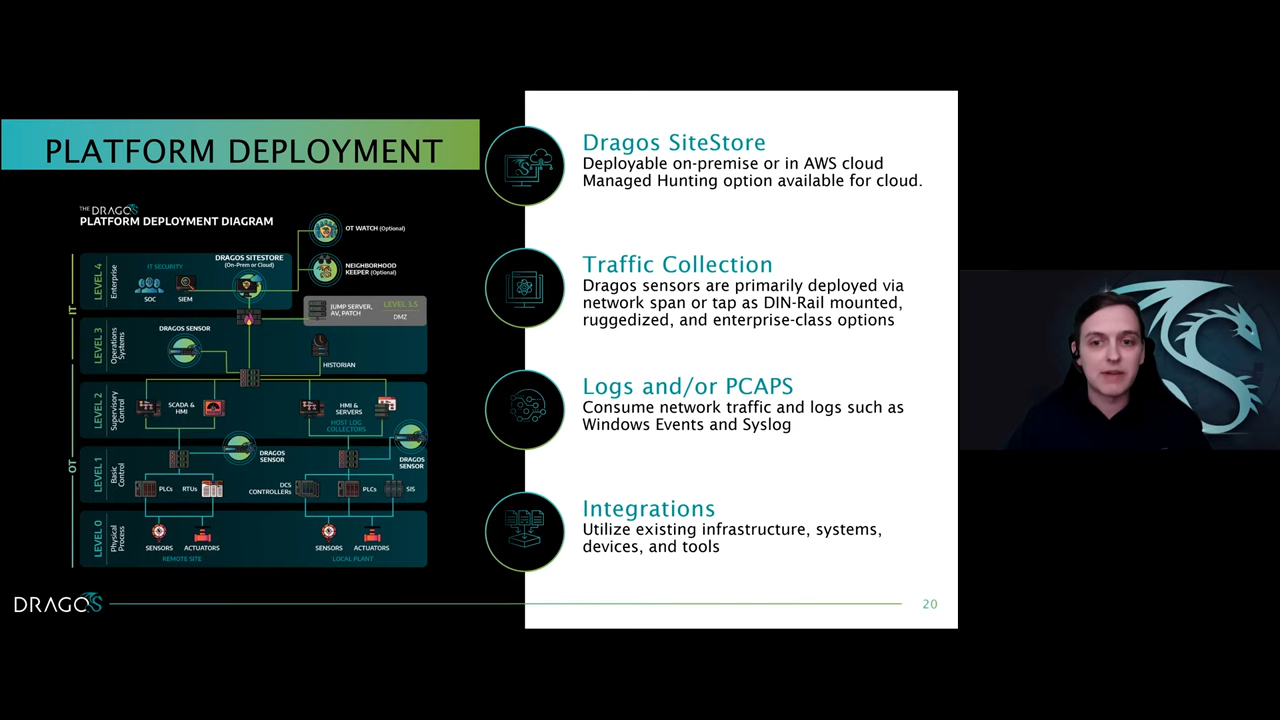 PLATFORM DEPLOYMENT
THE DRAGOS
PLATFORM DEPLOYMENT DIAGRAM
OT WATCH (Optional)
NEIGHBORHOOD
KEEPER (Optional)
IT
OT
LEVEL 4
Enterprise
IT SECURITY
SOC
SIEM
DRAGOS SITESTORE
(On-Prem or Cloud)
JUMP SERVER,
AV, PATCH
LEVEL 3.5
DMZ
LEVEL 3
Operations
Systems
DRAGOS SENSOR
HISTORIAN
LEVEL 2
Supervisory
Control
SCADA &
HMI
HMI &
SERVERS
HOST LOG
COLLECTORS
LEVEL 1
Basic
Control
DRAGOS
SENSOR
DRAGOS
SENSOR
PLCs
RTUs
DCS
CONTROLLERs
PLCs
SIS
LEVEL 0
Physical
Process
SENSORS
ACTUATORS
REMOTE SITE
SENSORS
ACTUATORS
LOCAL PLANT
Dragos SiteStore
Deployable on-premise or in AWS cloud
Managed Hunting option available for cloud.
Traffic Collection
Dragos sensors are primarily deployed via
network span or tap as DIN-Rail mounted,
ruggedized, and enterprise-class options
Logs and/or PCAPS
Consume network traffic and logs such as
Windows Events and Syslog
Integrations
Utilize existing infrastructure, systems,
devices, and tools
DRAGOS
20